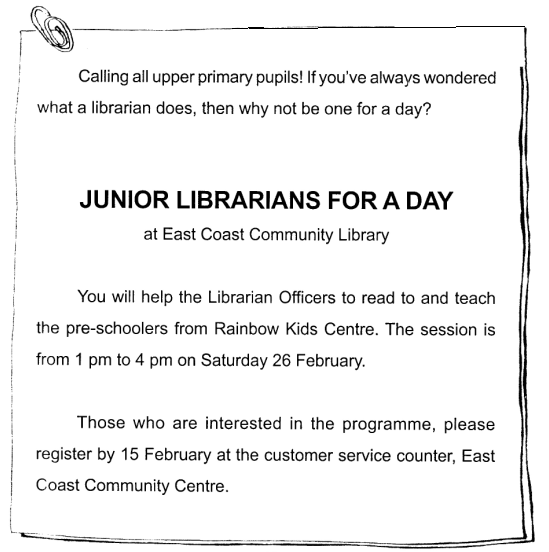 Calling all upper primary pupils! If you've always wondered
what a librarian does, then why not be one for a day?
JUNIOR LIBRARIANS FOR A DAY
at East Coast Community Library
You will help the Librarian Officers to read to and teach
the pre-schoolers from Rainbow Kids Centre. The session is
from 1 pm to 4 pm on Saturday 26 February.
Those who are interested in the programme, please
register by 15 February at the customer service counter, East
Coast Community Centre.